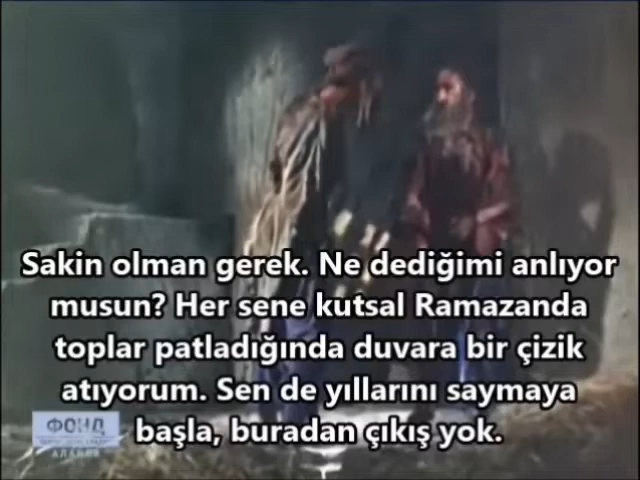 Sakin olman gerek. Ne dediğimi anlıyor
musun? Her sene kutsal Ramazanda
toplar patladığında duvara bir çizik
atıyorum. Sen de yıllarını saymaya
başla, buradan çıkış yok.
ФОНД
АЛАНИЯ